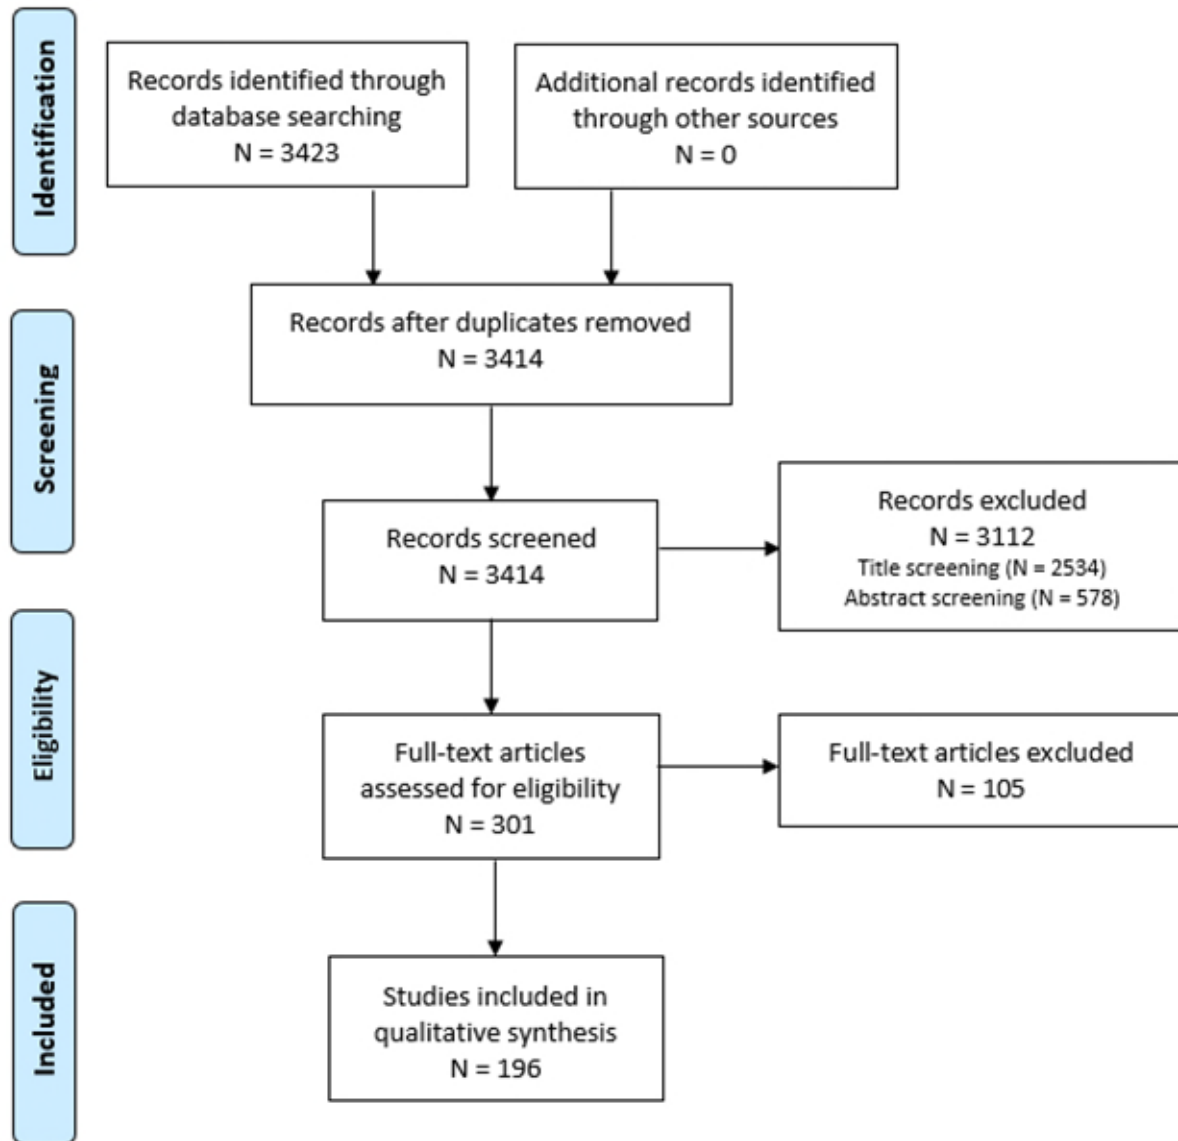 Identification
Records identified through
database searching
N = 3423
Additional records identified
through other sources
N = 0
Screening
Records after duplicates removed
N = 3414
Records screened
N = 3414
Records excluded
N = 3112
Title screening (N = 2534)
Abstract screening (N = 578)
Eligibility
Full-text articles
assessed for eligibility
N = 301
Full-text articles excluded
N = 105
Included
Studies included in
qualitative synthesis
N = 196